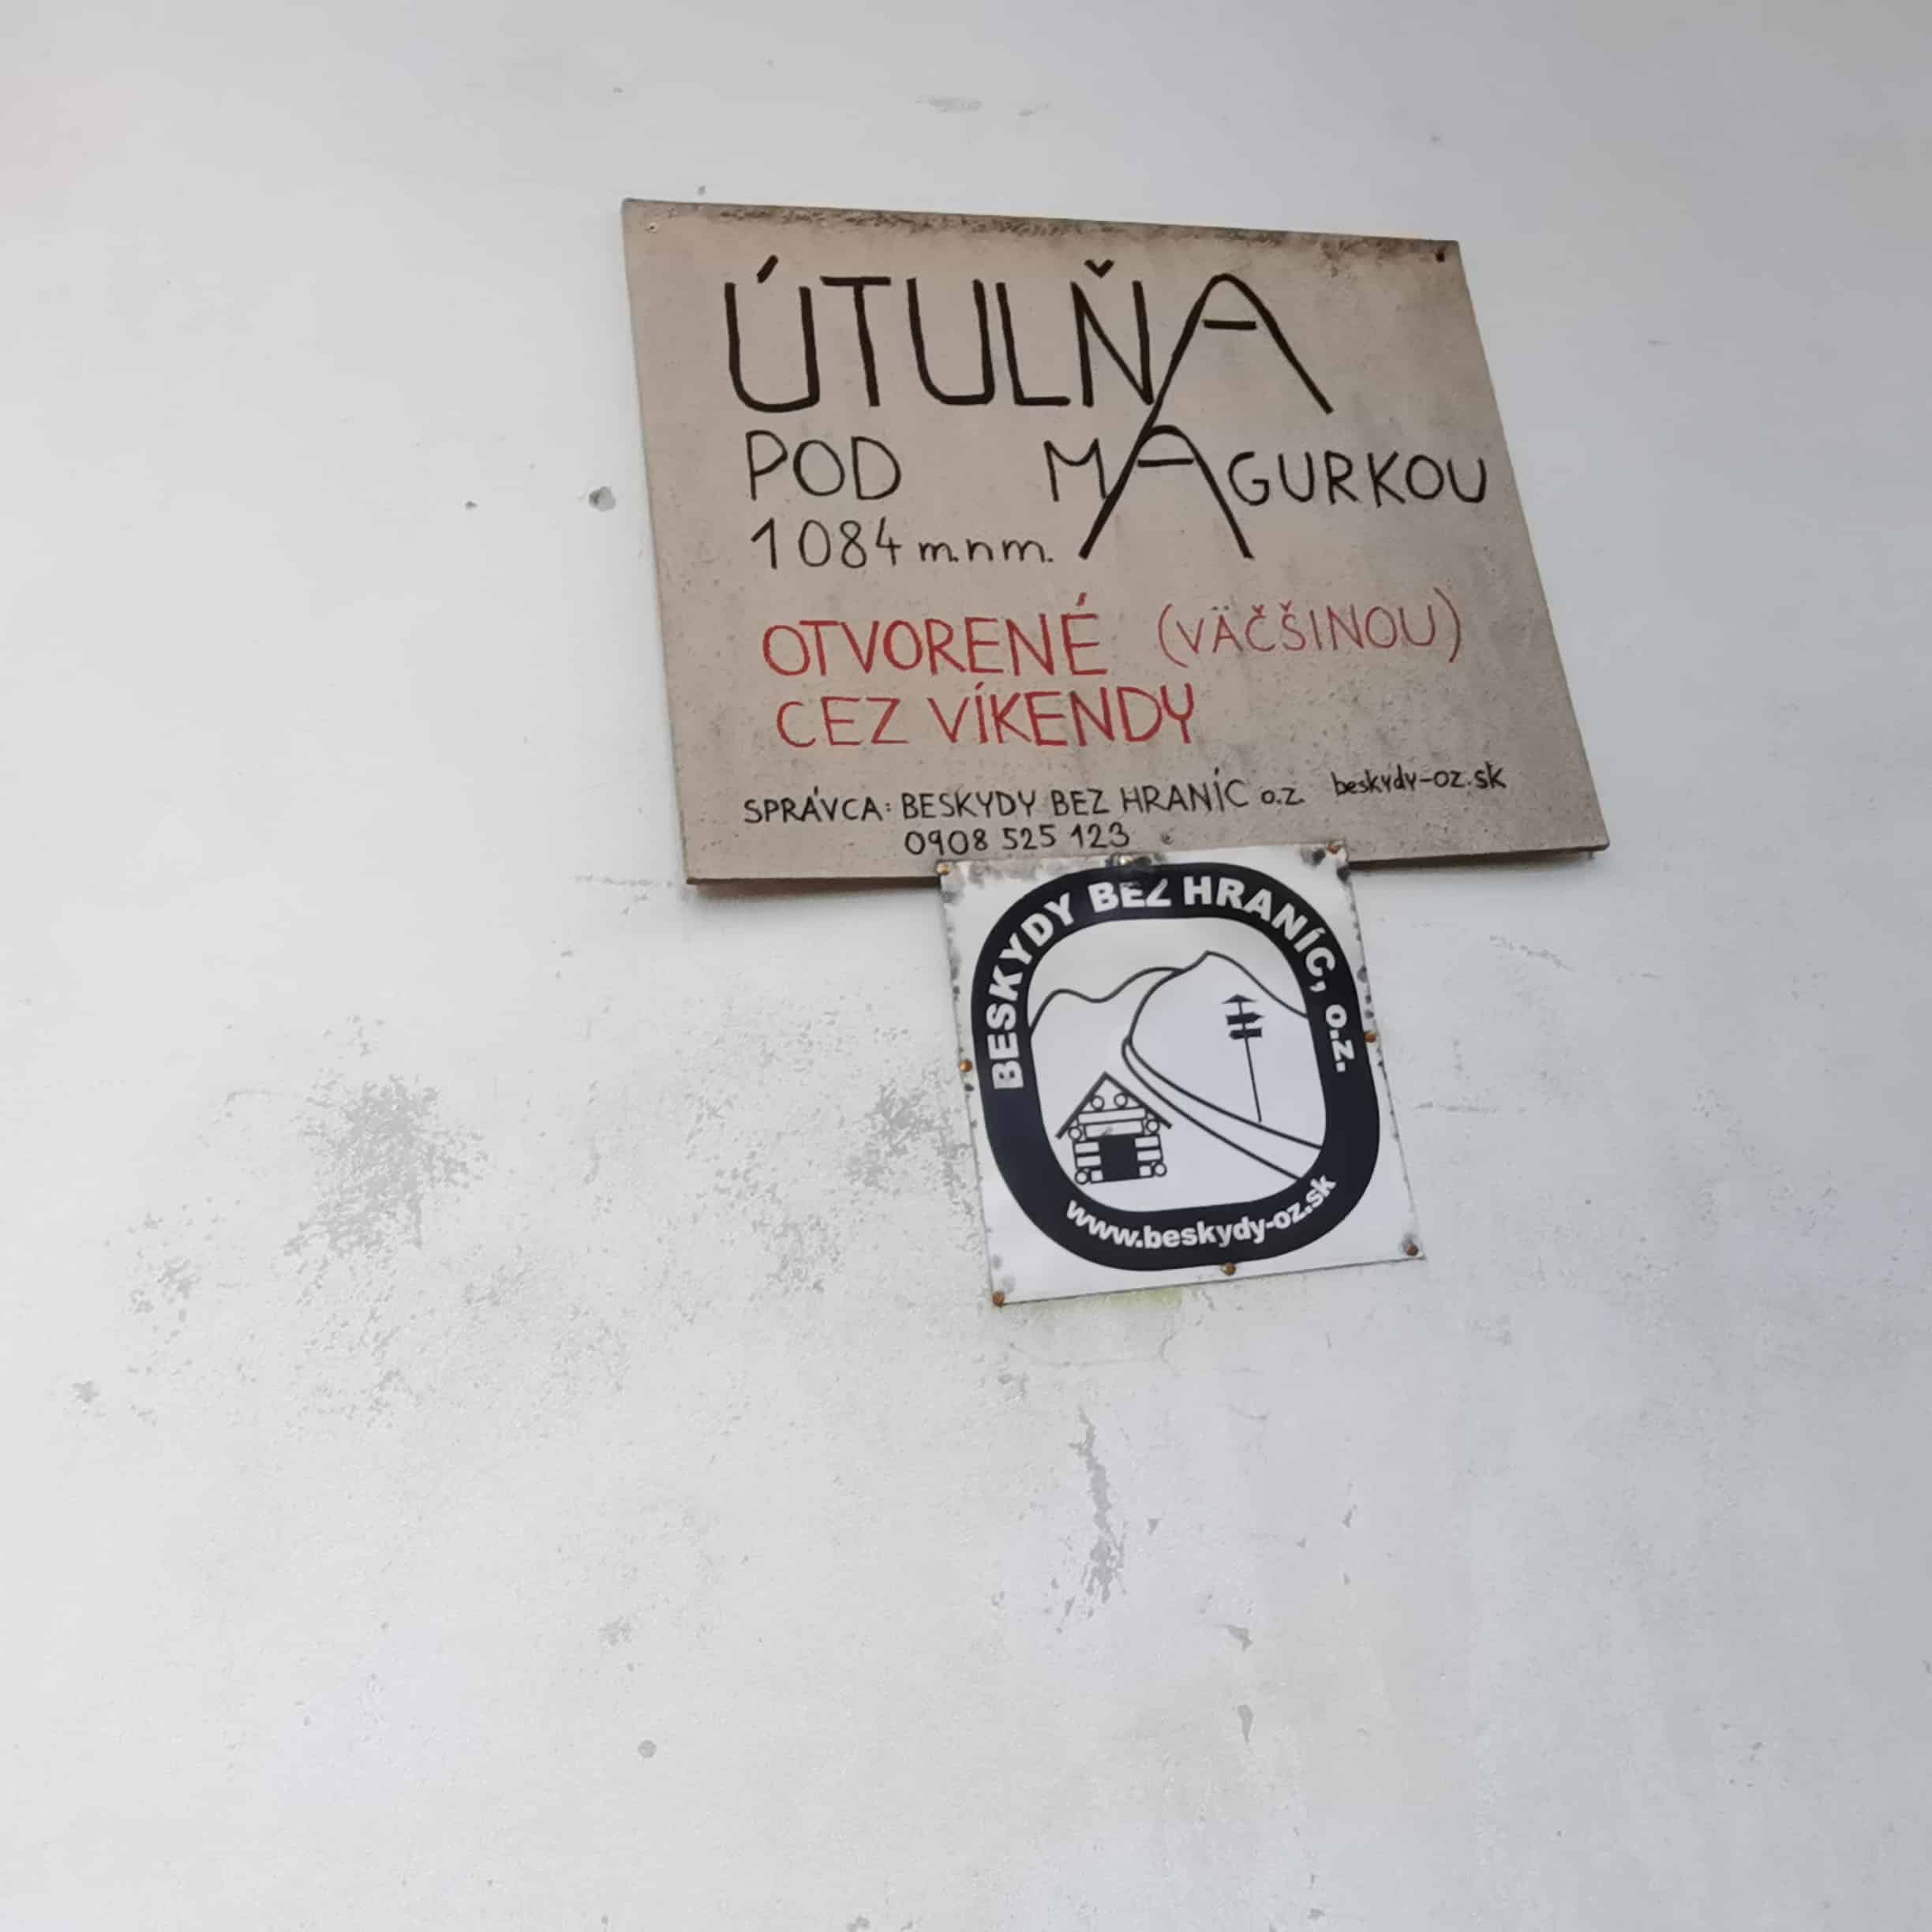 ÚTULŇA
POD MAGURKOU
1084 m.n.m.
OTVORENÉ (VÄČŠINOU)
CEZ VÍKENDY
SPRÁVCA: BESKYDY BEZ HRANÍC o.z. beskydy-oz.sk
0908 525 123
BESKYDY BEZ HRANÍC, o.z.
www.beskydy-oz.sk